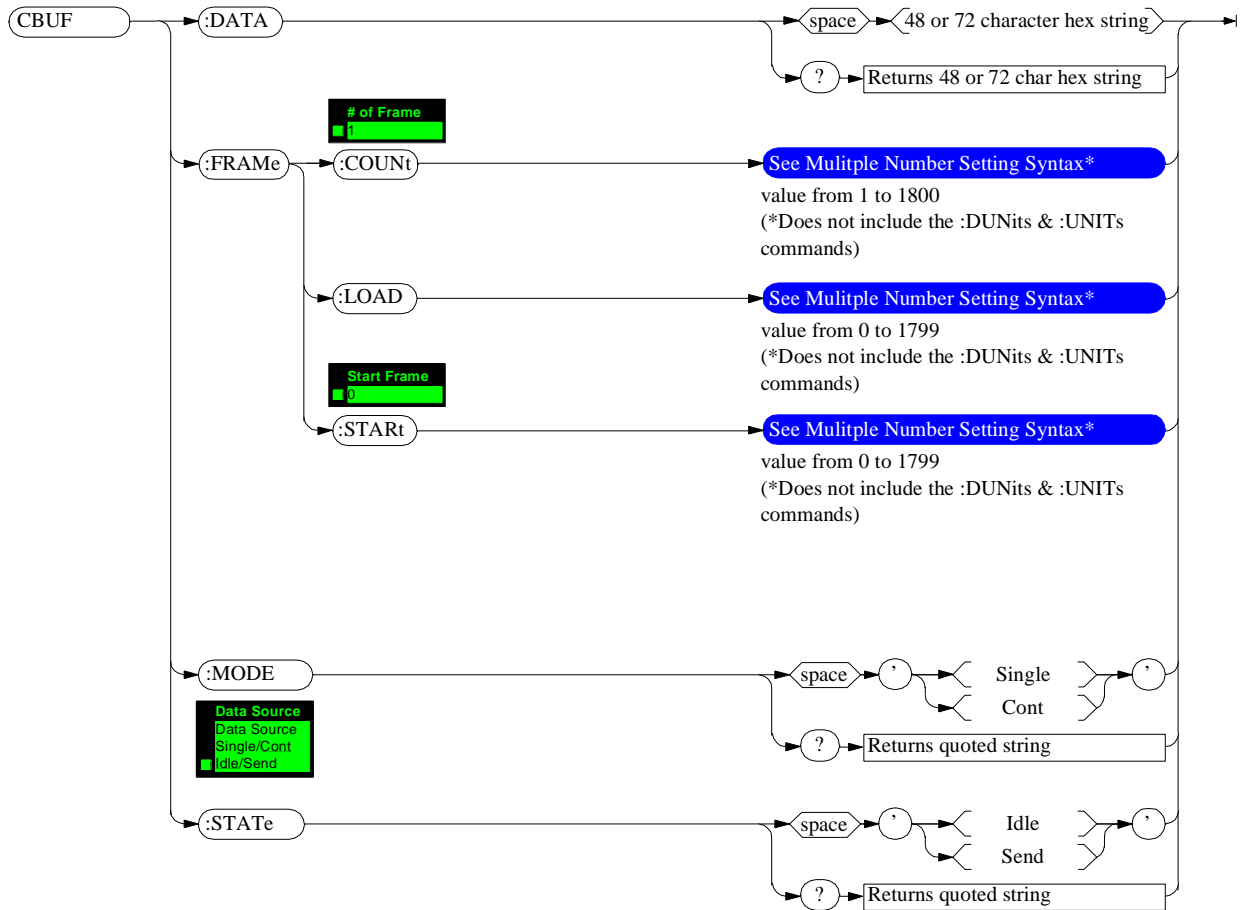 CBUF :DATA space 48 or 72 character hex string
? Returns 48 or 72 char hex string
# of Frame
1
:FRAMe :COUNt See Mulitple Number Setting Syntax*
value from 1 to 1800
(*Does not include the :DUNits & :UNITs
commands)
:LOAD See Mulitple Number Setting Syntax*
value from 0 to 1799
(*Does not include the :DUNits & :UNITs
commands)
Start Frame
0
:STARt See Mulitple Number Setting Syntax*
value from 0 to 1799
(*Does not include the :DUNits & :UNITs
commands)
:MODE space ’ Single ’
Cont
? Returns quoted string
Data Source
Data Source
Single/Cont
Idle/Send
:STATe space ’ Idle ’
Send
? Returns quoted string